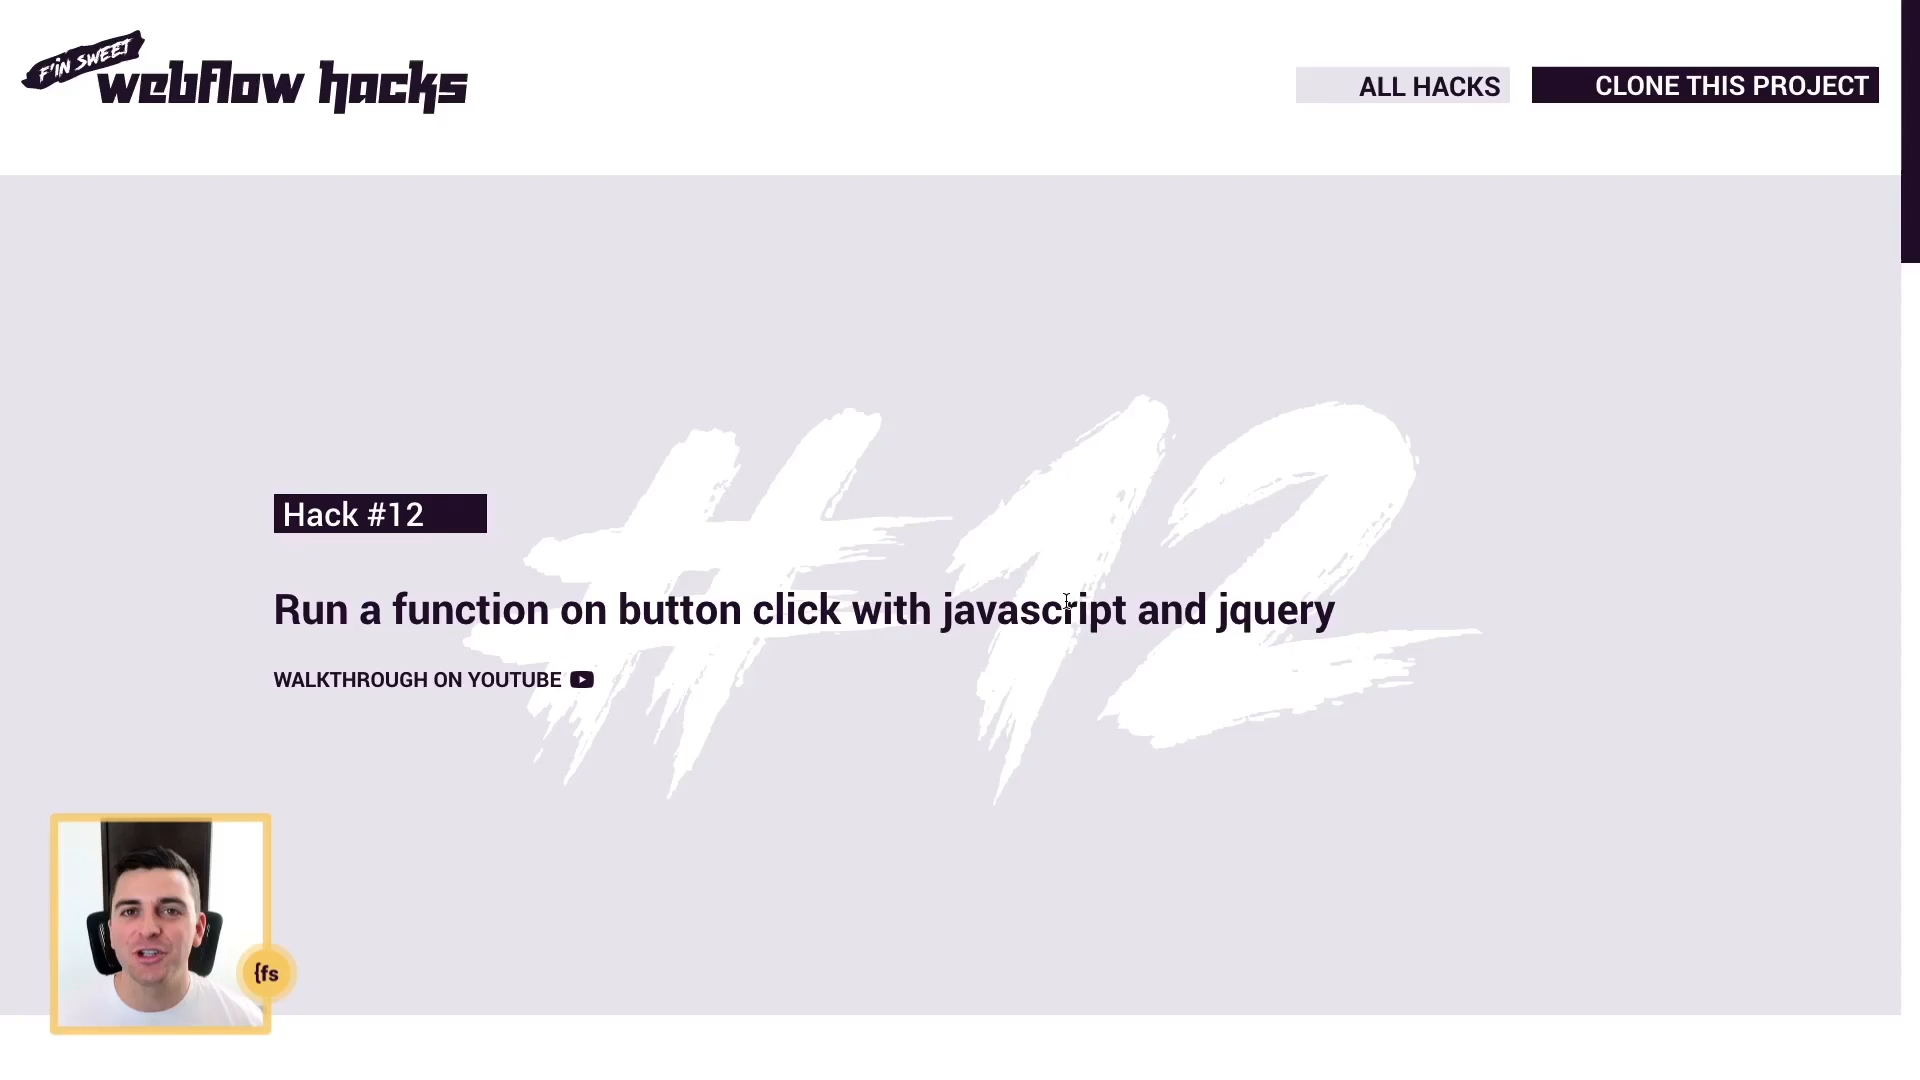 F'IN SWEET
webflow hacks
ALL HACKS
CLONE THIS PROJECT
#12
Hack #12
Run a function on button click with javascript and jquery
WALKTHROUGH ON YOUTUBE
{fs